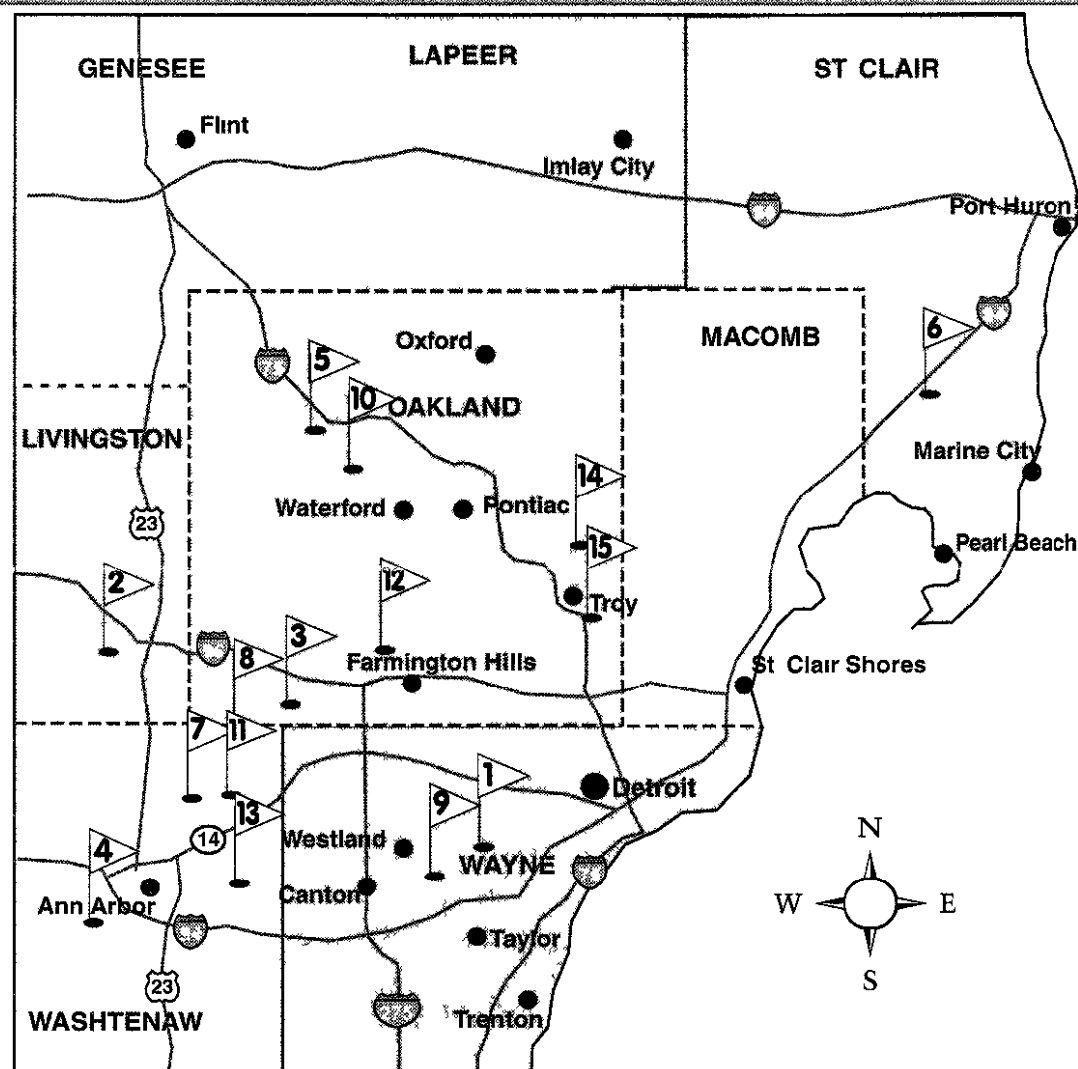 GENESEE
LAPEER
ST CLAIR
Flint
Imlay City
Port Huron
6
MACOMB
Oxford
5
10
OAKLAND
LIVINGSTON
Marine City
14
Waterford
Pontiac
23
15
Pearl Beach
2
12
Troy
3
8
Farmington Hills
St Clair Shores
7
11
1
Detroit
9
13
14
Westland
4
WAYNE
N
Canton
Ann Arbor
W
E
Taylor
S
23
WASHTENAW
Trenton